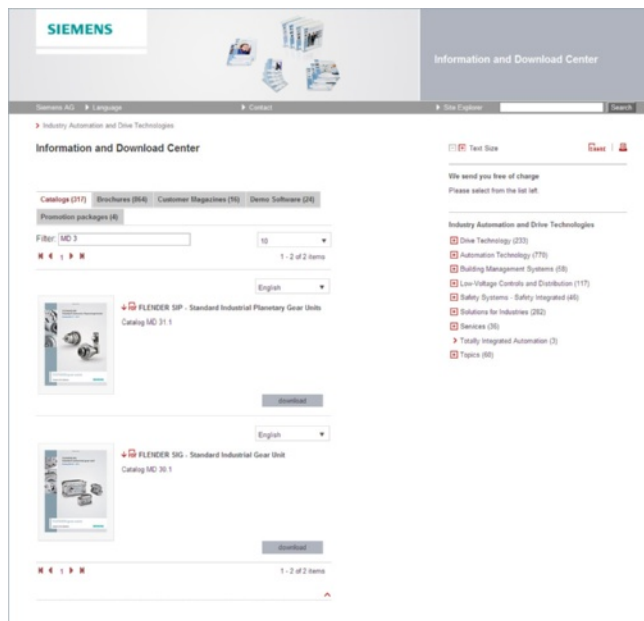 SIEMENS
Information and Download Center
Siemens AG Language Contact Site Explorer Search
Industry Automation and Drive Technologies
Information and Download Center
Text Size
We send you free of charge
Please select from the list left.
Catalogs (317) Brochures (864) Customer Magazines (16) Demo Software (24)
Promotion packages (4)
Filter: MD 3 10
1 1 - 2 of 2 items
English
FLENDER SIP - Standard Industrial Planetary Gear Units
Catalog MD 31.1
download
English
FLENDER SIG - Standard Industrial Gear Unit
Catalog MD 30.1
download
1 1 - 2 of 2 items
Industry Automation and Drive Technologies
Drive Technology (233)
Automation Technology (770)
Building Management Systems (58)
Low-Voltage Controls and Distribution (117)
Safety Systems - Safety Integrated (46)
Solutions for Industries (282)
Services (36)
Totally Integrated Automation (3)
Topics (60)